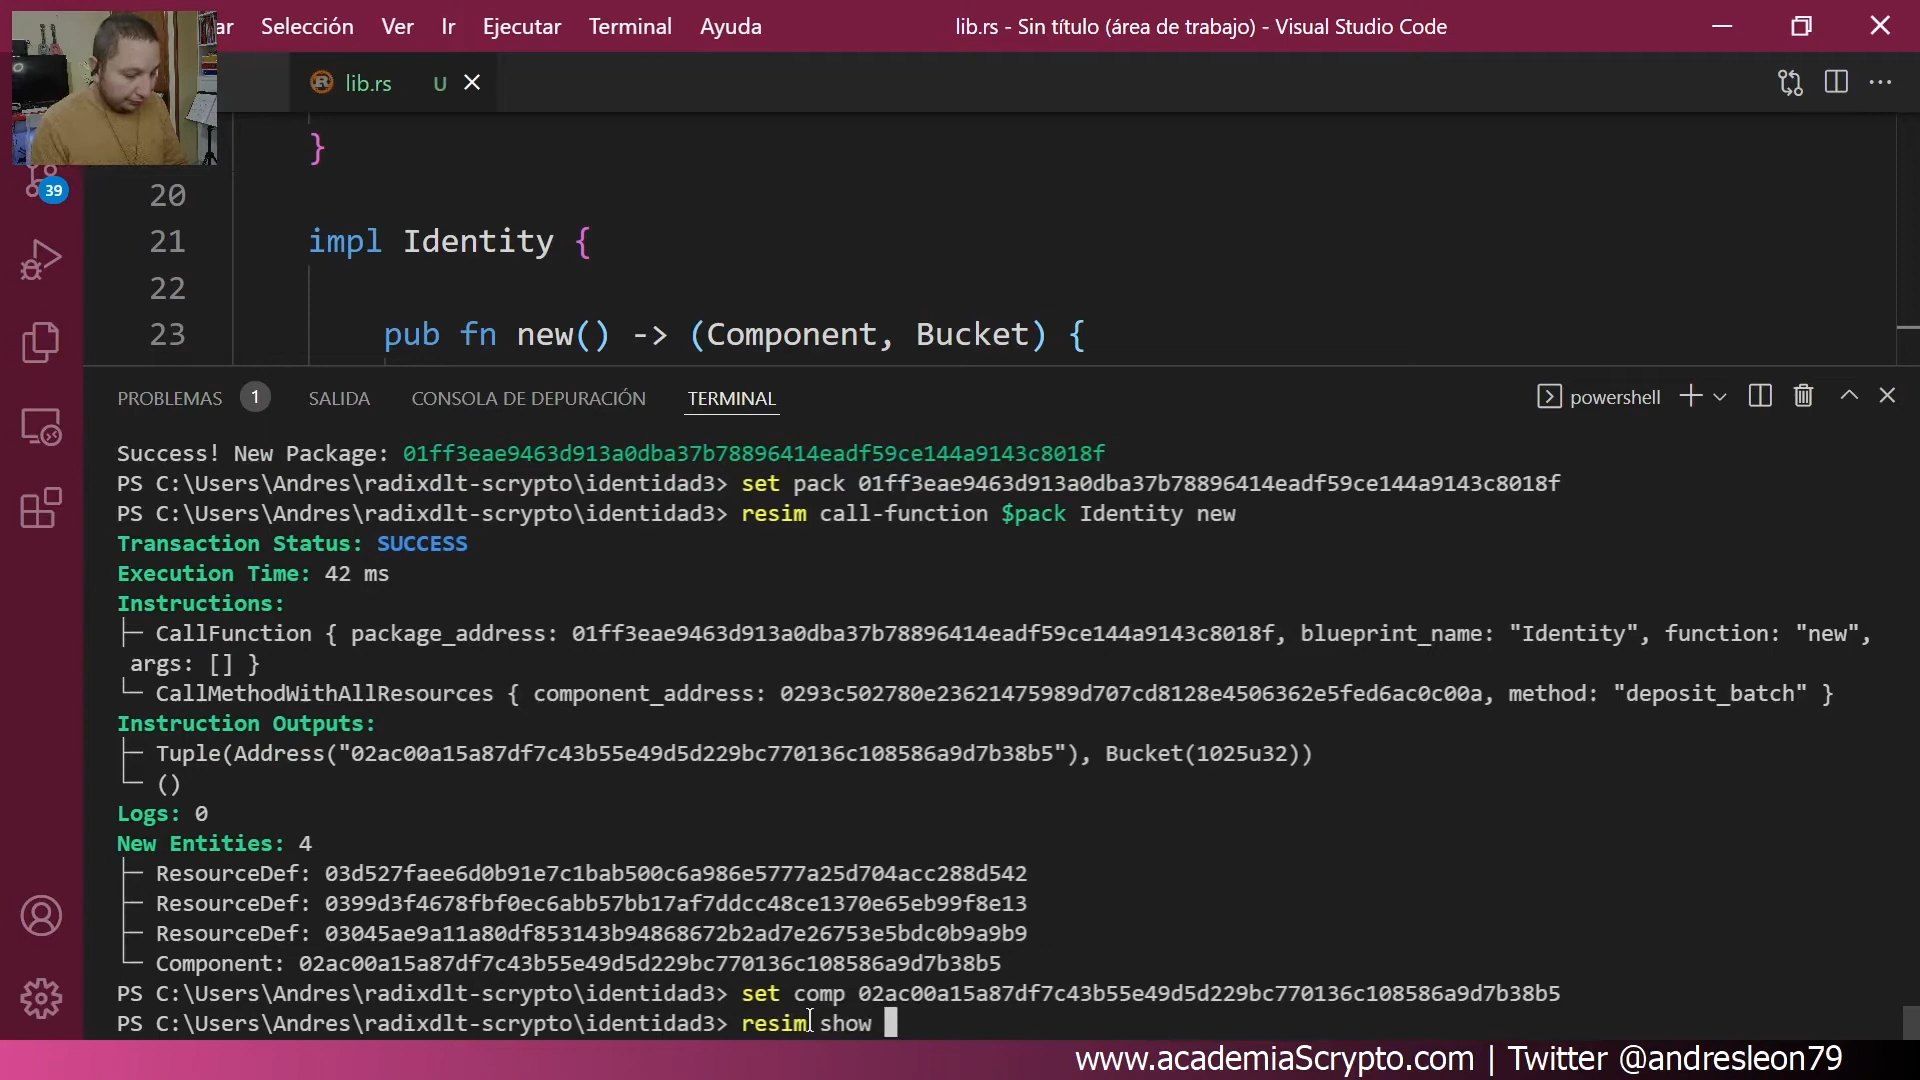 ar Selección Ver Ir Ejecutar Terminal Ayuda lib.rs - Sin título (área de trabajo) - Visual Studio Code
lib.rs U
}
20
39
21 impl Identity {
22
23 pub fn new() -> (Component, Bucket) {
PROBLEMAS 1 SALIDA CONSOLA DE DEPURACIÓN TERMINAL powershell
Success! New Package: 01ff3eae9463d913a0dba37b78896414eadf59ce144a9143c8018f
PS C:\Users\Andres\radixdlt-scrypto\identidad3> set pack 01ff3eae9463d913a0dba37b78896414eadf59ce144a9143c8018f
PS C:\Users\Andres\radixdlt-scrypto\identidad3> resim call-function $pack Identity new
Transaction Status: SUCCESS
Execution Time: 42 ms
Instructions:
├─ CallFunction { package_address: 01ff3eae9463d913a0dba37b78896414eadf59ce144a9143c8018f, blueprint_name: "Identity", function: "new",
args: [] }
└─ CallMethodWithAllResources { component_address: 0293c502780e23621475989d707cd8128e4506362e5fed6ac0c00a, method: "deposit_batch" }
Instruction Outputs:
├─ Tuple(Address("02ac00a15a87df7c43b55e49d5d229bc770136c108586a9d7b38b5"), Bucket(1025u32))
└─ ()
Logs: 0
New Entities: 4
├─ ResourceDef: 03d527faee6d0b91e7c1bab500c6a986e5777a25d704acc288d542
├─ ResourceDef: 0399d3f4678fbf0ec6abb57bb17af7ddcc48ce1370e65eb99f8e13
├─ ResourceDef: 03045ae9a11a80df853143b94868672b2ad7e26753e5bdc0b9a9b9
└─ Component: 02ac00a15a87df7c43b55e49d5d229bc770136c108586a9d7b38b5
PS C:\Users\Andres\radixdlt-scrypto\identidad3> set comp 02ac00a15a87df7c43b55e49d5d229bc770136c108586a9d7b38b5
PS C:\Users\Andres\radixdlt-scrypto\identidad3> resim show
www.academiaScrypto.com | Twitter @andresleon79